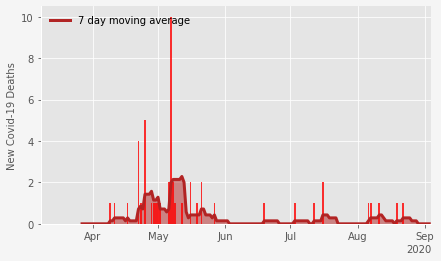 10
8
6
4
2
0
New Covid-19 Deaths
7 day moving average
Apr
May
Jun
Jul
Aug
Sep
2020